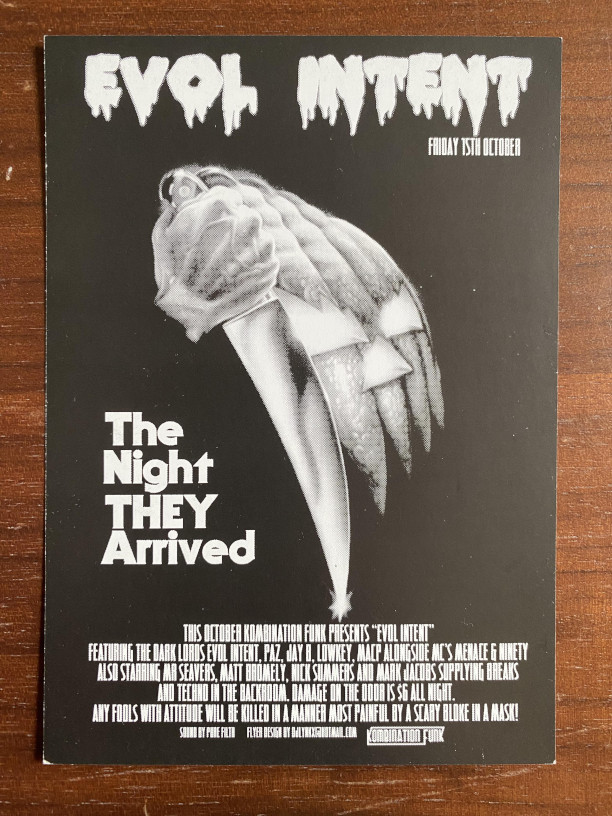 EVOL INTENT
FRIDAY 15TH OCTOBER
The
Night
THEY
Arrived
THIS OCTOBER KOMBINATION FUNK PRESENTS "EVOL INTENT"
FEATURING THE DARK LORDS EVOL INTENT, PAZ, JAY B, LOWKEY, MACP ALONGSIDE MC'S MENACE & NINETY
ALSO STARRING MR SEAVERS, MATT BROMELY, NICK SUMMERS AND MARK JACOBS SUPPLYING BREAKS
AND TECHNO IN THE BACKROOM. DAMAGE ON THE DOOR IS $6 ALL NIGHT.
ANY FOOLS WITH ATTITUDE WILL BE KILLED IN A MANNER MOST PAINFUL BY A SCARY BLOKE IN A MASK!
SOUND BY PURE FILTH FLYER DESIGN BY
KOMBINATION FUNK